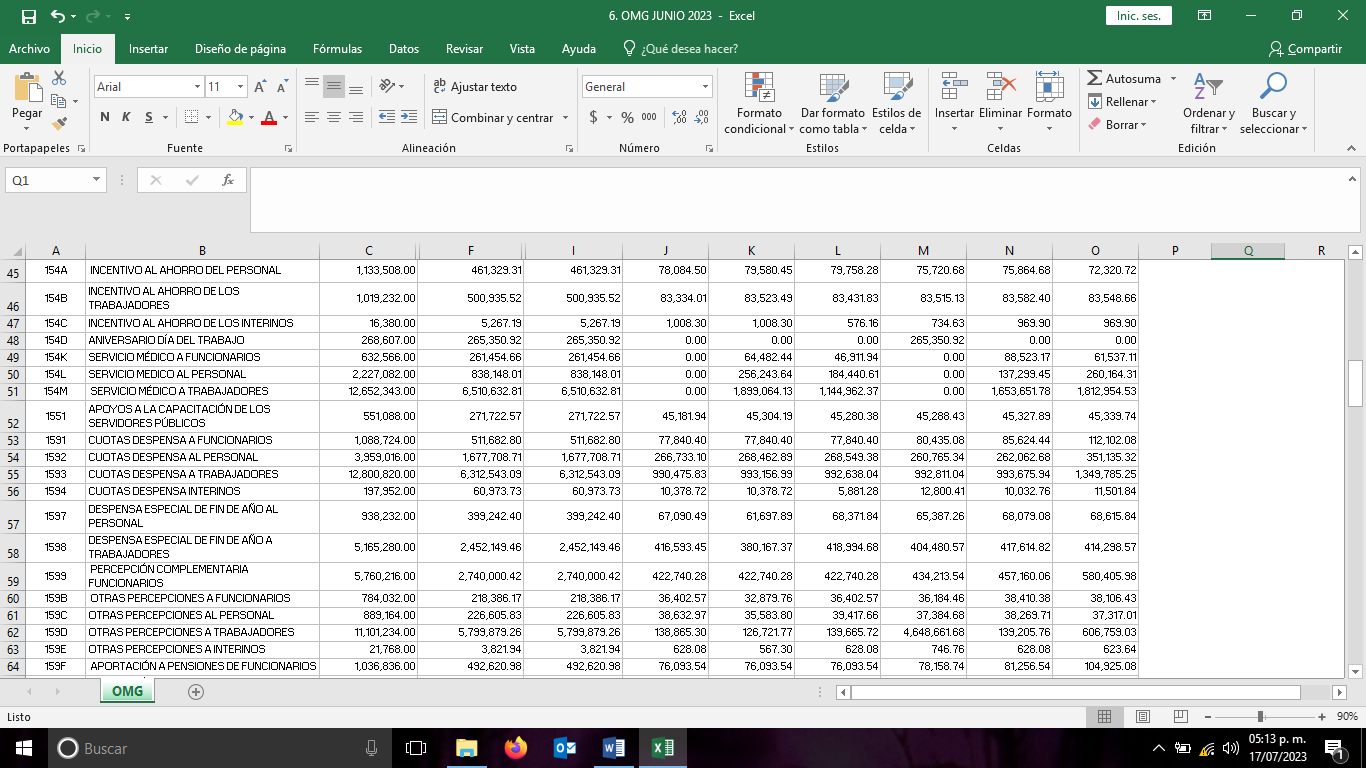 6. OMG JUNIO 2023 - Excel
Inic. ses.
Archivo Inicio Insertar Diseño de página Fórmulas Datos Revisar Vista Ayuda ¿Qué desea hacer? Compartir
Pegar
Arial 11
N K S
Ajustar texto
Combinar y centrar
General
$ % 000
Formato condicional
Dar formato como tabla
Estilos de celda
Insertar Eliminar Formato
Autosuma
Rellenar
Borrar
Ordenar y filtrar
Buscar y seleccionar
Portapapeles Fuente Alineación Número Estilos Celdas Edición
Q1 fx
A B C F I J K L M N O P Q R
45 154A INCENTIVO AL AHORRO DEL PERSONAL 1,133,508.00 461,329.31 461,329.31 78,084.50 79,580.45 79,758.28 75,720.68 75,864.68 72,320.72
46 154B INCENTIVO AL AHORRO DE LOS TRABAJADORES 1,019,232.00 500,935.52 500,935.52 83,334.01 83,523.49 83,431.83 83,515.13 83,582.40 83,548.66
47 154C INCENTIVO AL AHORRO DE LOS INTERINOS 16,380.00 5,267.19 5,267.19 1,008.30 1,008.30 576.16 734.63 969.90 969.90
48 154D ANIVERSARIO DÍA DEL TRABAJO 268,607.00 265,350.92 265,350.92 0.00 0.00 0.00 265,350.92 0.00 0.00
49 154K SERVICIO MÉDICO A FUNCIONARIOS 632,566.00 261,454.66 261,454.66 0.00 64,482.44 46,911.94 0.00 88,523.17 61,537.11
50 154L SERVICIO MEDICO AL PERSONAL 2,227,082.00 838,148.01 838,148.01 0.00 256,243.64 184,440.61 0.00 137,299.45 260,164.31
51 154M SERVICIO MÉDICO A TRABAJADORES 12,652,343.00 6,510,632.81 6,510,632.81 0.00 1,899,064.13 1,144,962.37 0.00 1,653,651.78 1,812,954.53
52 1551 APOYOS A LA CAPACITACIÓN DE LOS SERVIDORES PÚBLICOS 551,088.00 271,722.57 271,722.57 45,181.94 45,304.19 45,280.38 45,288.43 45,327.89 45,339.74
53 1591 CUOTAS DESPENSA A FUNCIONARIOS 1,088,724.00 511,682.80 511,682.80 77,840.40 77,840.40 77,840.40 80,435.08 85,624.44 112,102.08
54 1592 CUOTAS DESPENSA AL PERSONAL 3,959,016.00 1,677,708.71 1,677,708.71 266,733.10 268,462.89 268,549.38 260,765.34 262,062.68 351,135.32
55 1593 CUOTAS DESPENSA A TRABAJADORES 12,800,820.00 6,312,543.09 6,312,543.09 990,475.83 993,156.99 992,638.04 992,811.04 993,675.94 1,349,785.25
56 1594 CUOTAS DESPENSA INTERINOS 197,952.00 60,973.73 60,973.73 10,378.72 10,378.72 5,881.28 12,800.41 10,032.76 11,501.84
57 1597 DESPENSA ESPECIAL DE FIN DE AÑO AL PERSONAL 938,232.00 399,242.40 399,242.40 67,090.49 61,697.89 68,371.84 65,387.26 68,079.08 68,615.84
58 1598 DESPENSA ESPECIAL DE FIN DE AÑO A TRABAJADORES 5,165,280.00 2,452,149.46 2,452,149.46 416,593.45 380,167.37 418,994.68 404,480.57 417,614.82 414,298.57
59 1599 PERCEPCIÓN COMPLEMENTARIA FUNCIONARIOS 5,760,216.00 2,740,000.42 2,740,000.42 422,740.28 422,740.28 422,740.28 434,213.54 457,160.06 580,405.98
60 159B OTRAS PERCEPCIONES A FUNCIONARIOS 784,032.00 218,386.17 218,386.17 36,402.57 32,879.76 36,402.57 36,184.46 38,410.38 38,106.43
61 159C OTRAS PERCEPCIONES AL PERSONAL 889,164.00 226,605.83 226,605.83 38,632.97 35,583.80 39,417.66 37,384.68 38,269.71 37,317.01
62 159D OTRAS PERCEPCIONES A TRABAJADORES 11,101,234.00 5,799,879.26 5,799,879.26 138,865.30 126,721.77 139,665.72 4,648,661.68 139,205.76 606,759.03
63 159E OTRAS PERCEPCIONES A INTERINOS 21,768.00 3,821.94 3,821.94 628.08 567.30 628.08 746.76 628.08 623.64
64 159F APORTACIÓN A PENSIONES DE FUNCIONARIOS 1,036,836.00 492,620.98 492,620.98 76,093.54 76,093.54 76,093.54 78,158.74 81,256.54 104,925.08
OMG
Listo 90%
Buscar
05:13 p. m.
17/07/2023
1